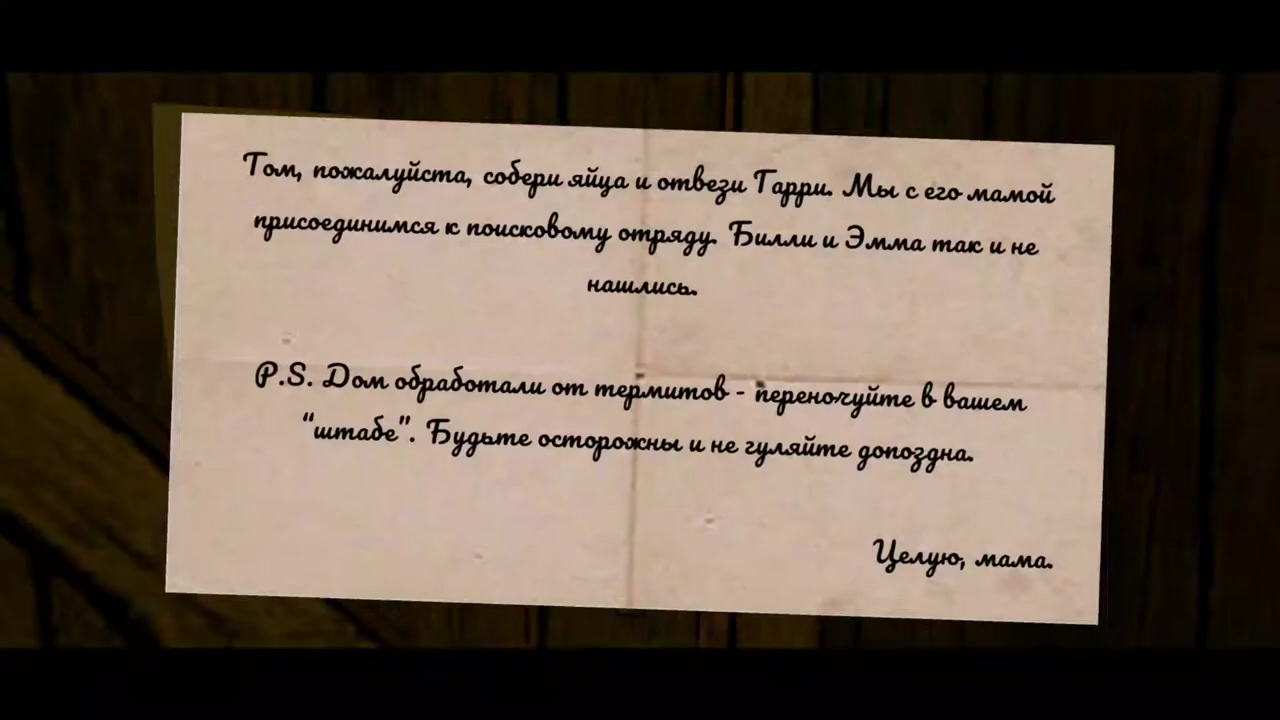 Том, пожалуйста, собери яйца и отвези Гарри. Мы с его мамой
присоединимся к поисковому отряду. Билли и Эмма так и не
нашлись.
P.S. Дом обработали от термитов - переночуйте в вашем
“штабе”. Будьте осторожны и не гуляйте допоздна.
Целую, мама.